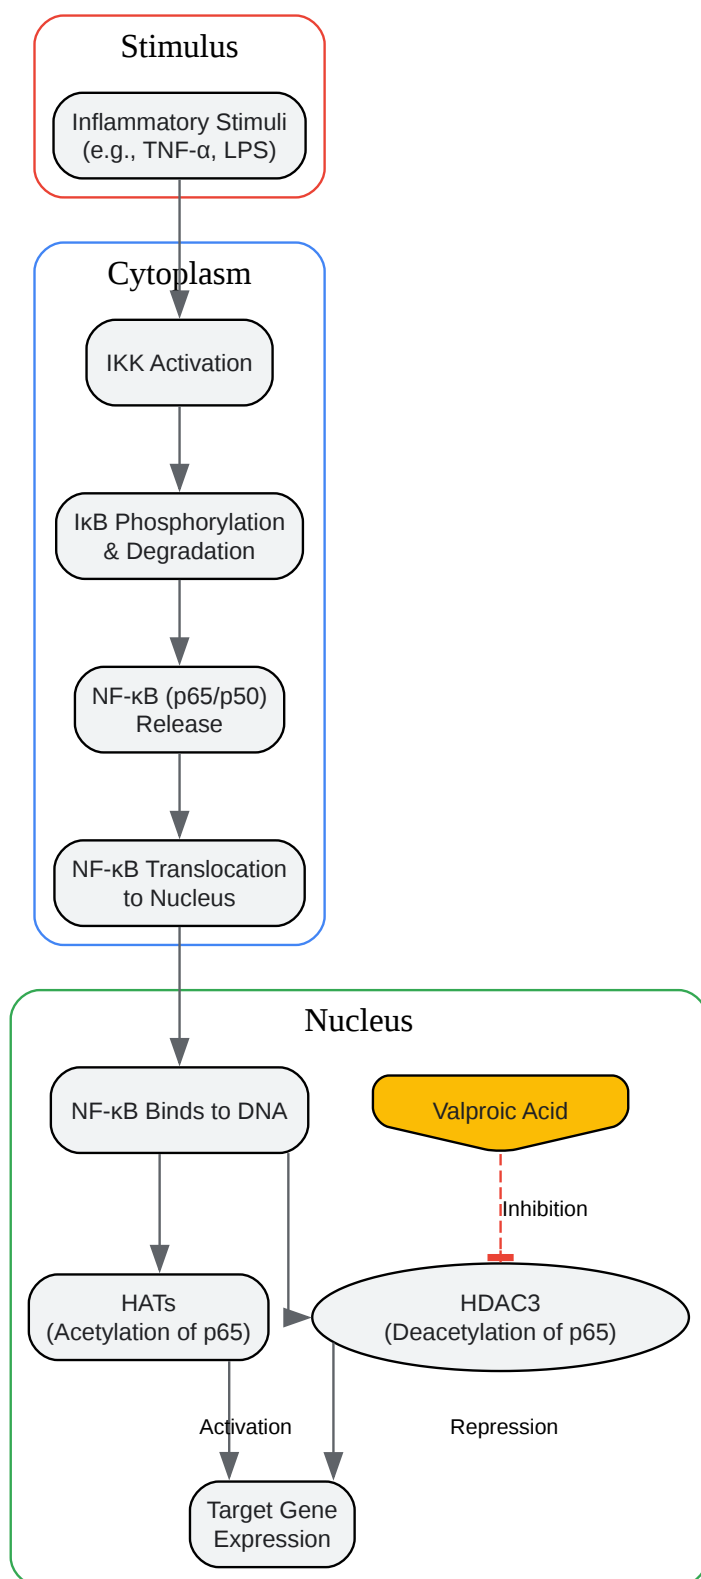 Stimulus
Inflammatory Stimuli
(e.g., TNF-α, LPS)
Cytoplasm
IKK Activation
IκB Phosphorylation
& Degradation
NF-κB (p65/p50)
Release
NF-κB Translocation
to Nucleus
Nucleus
NF-κB Binds to DNA
Valproic Acid
Inhibition
HATs
(Acetylation of p65)
HDAC3
(Deacetylation of p65)
Activation
Repression
Target Gene
Expression